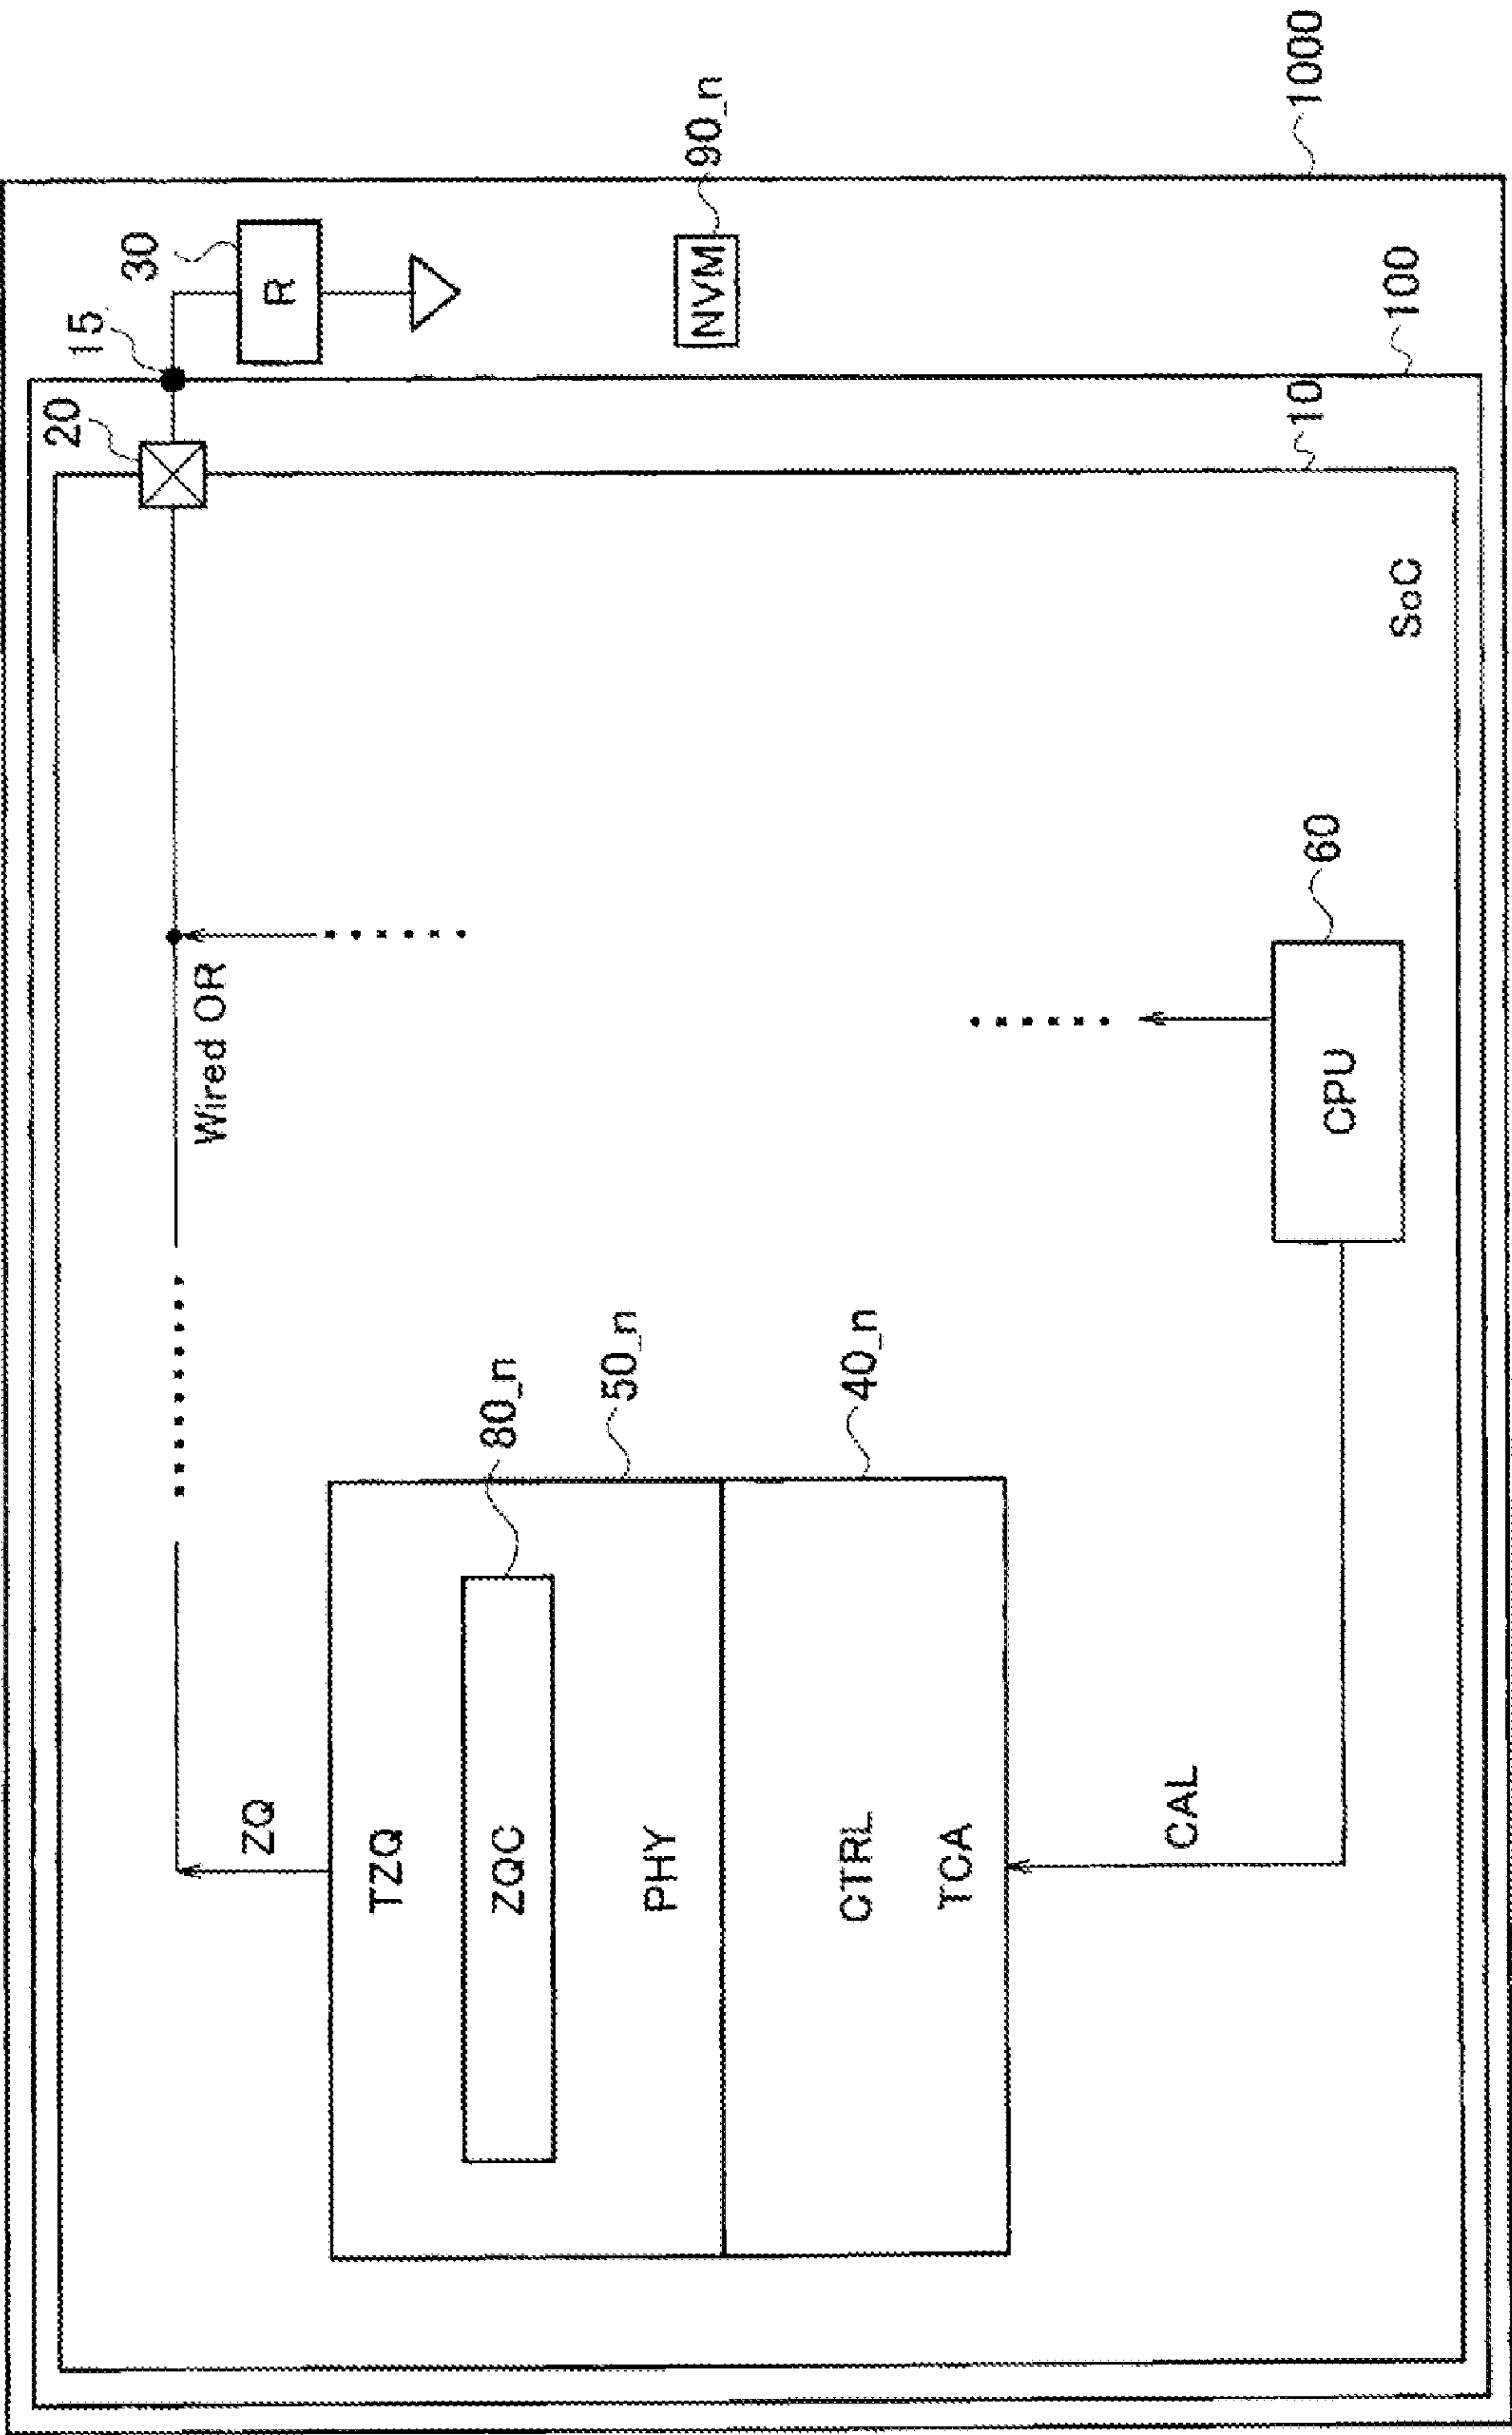 20
15
30
R
ZQ
Wired OR
TZQ
80_n
ZQC
50_n
90_n
NVM
PHY
40_n
CTRL
TCA
CAL
60
CPU
10
SoC
100
1000